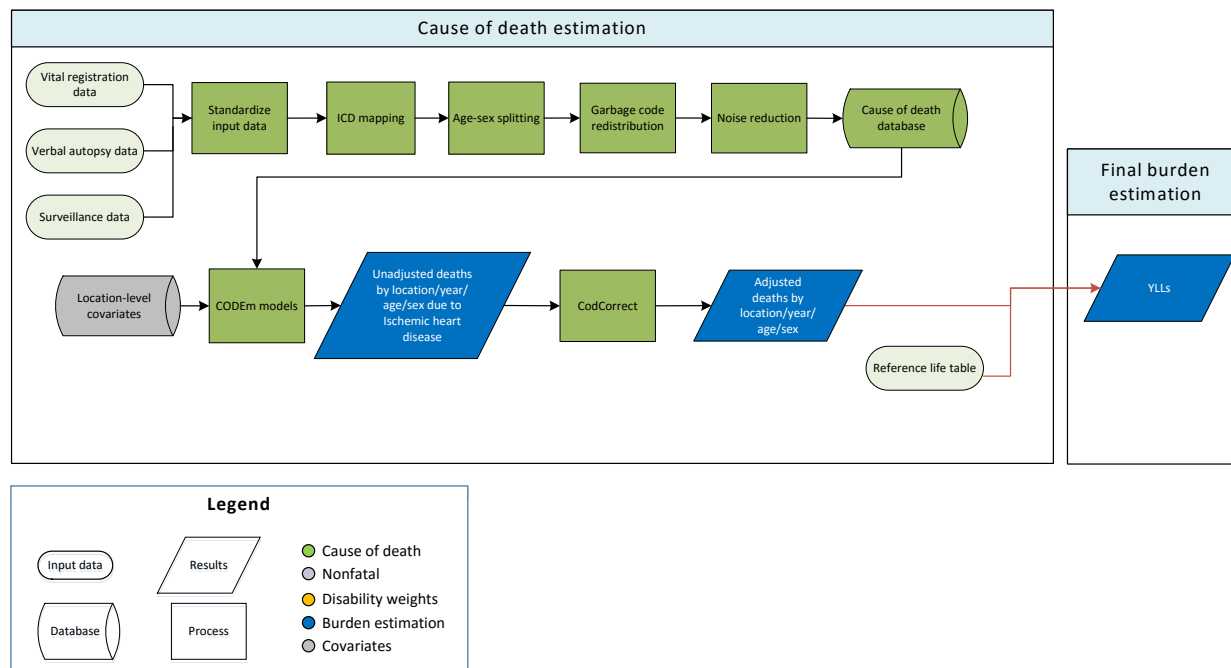 Cause of death estimation
Vital registration
data
Verbal autopsy data
Surveillance data
Standardize
input data
ICD mapping
Age-sex splitting
Garbage code
redistribution
Noise reduction
Cause of death
database
Final burden
estimation
Location-level
covariates
CODEm models
Unadjusted deaths
by location/year/
age/sex due to
Ischemic heart
disease
CodCorrect
Adjusted
deaths by
location/year/
age/sex
YLLs
Reference life table
Legend
Input data
Results
Database
Process
Cause of death
Nonfatal
Disability weights
Burden estimation
Covariates